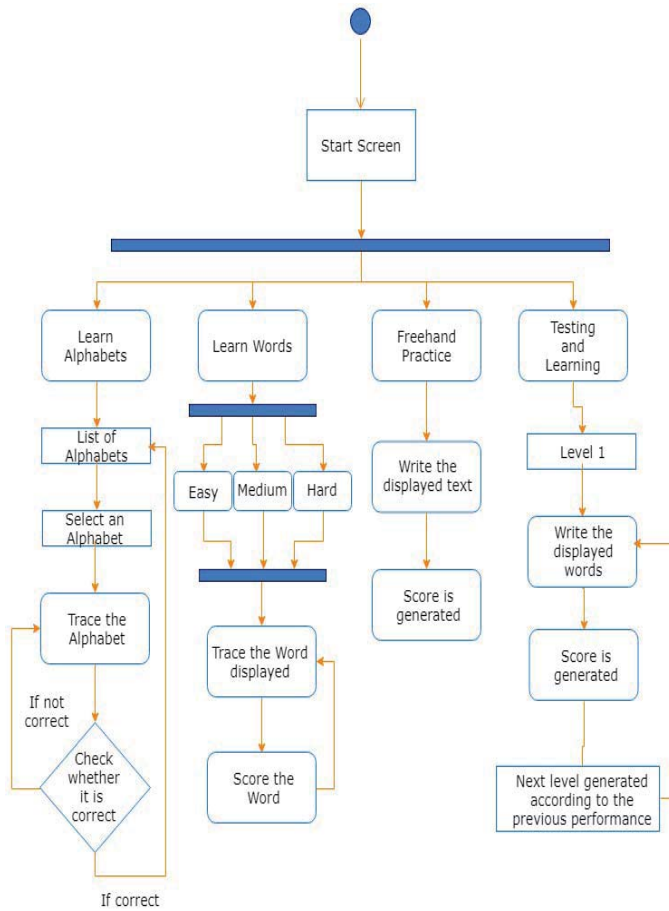 Start Screen
Learn
Alphabets
Learn Words
Freehand
Practice
Testing
and
Learning
List of
Alphabets
Level 1
Easy
Medium
Hard
Write the
displayed text
Select an
Alphabet
Write the
displayed
words
Trace the
Alphabet
Score is
generated
Trace the Word
displayed
Score is
generated
If not
correct
Check
whether
it is
correct
Score the
Word
Next level generated
according to the
previous performance
If correct